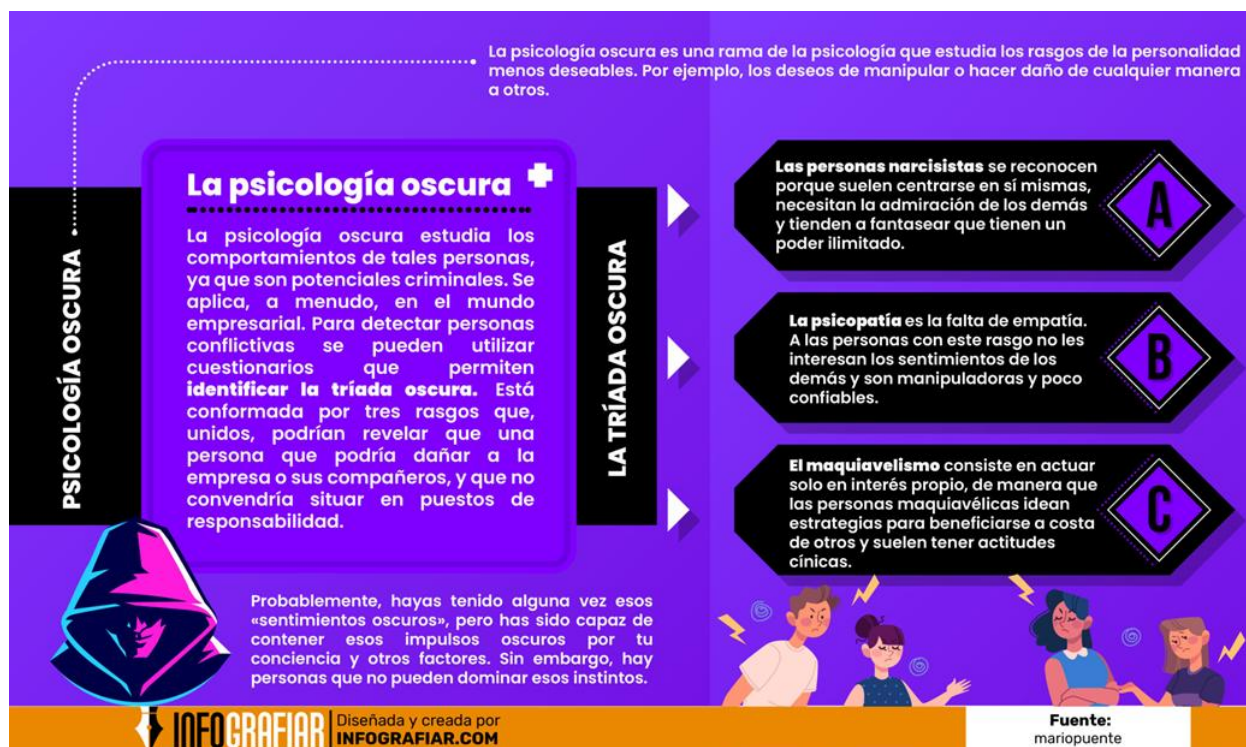 La psicología oscura es una rama de la psicología que estudia los rasgos de la personalidad
menos deseables. Por ejemplo, los deseos de manipular o hacer daño de cualquier manera
a otros.
PSICOLOGÍA OSCURA
La psicología oscura
La psicología oscura estudia los
comportamientos de tales personas,
ya que son potenciales criminales. Se
aplica, a menudo, en el mundo
empresarial. Para detectar personas
conflictivas se pueden utilizar
cuestionarios que permiten
identificar la tríada oscura. Está
conformada por tres rasgos que,
unidos, podrían revelar que una
persona que podría dañar a la
empresa o sus compañeros, y que no
convendría situar en puestos de
responsabilidad.
LA TRÍADA OSCURA
Las personas narcisistas se reconocen
porque suelen centrarse en sí mismas,
necesitan la admiración de los demás
y tienden a fantasear que tienen un
poder ilimitado.
A
La psicopatía es la falta de empatía.
A las personas con este rasgo no les
interesan los sentimientos de los
demás y son manipuladoras y poco
confiables.
B
El maquiavelismo consiste en actuar
solo en interés propio, de manera que
las personas maquiavélicas idean
estrategias para beneficiarse a costa
de otros y suelen tener actitudes
cínicas.
C
Probablemente, hayas tenido alguna vez esos
«sentimientos oscuros», pero has sido capaz de
contener esos impulsos oscuros por tu
conciencia y otros factores. Sin embargo, hay
personas que no pueden dominar esos instintos.
INFOGRAFIAR
Diseñada y creada por
INFOGRAFIAR.COM
Fuente:
mariopuente